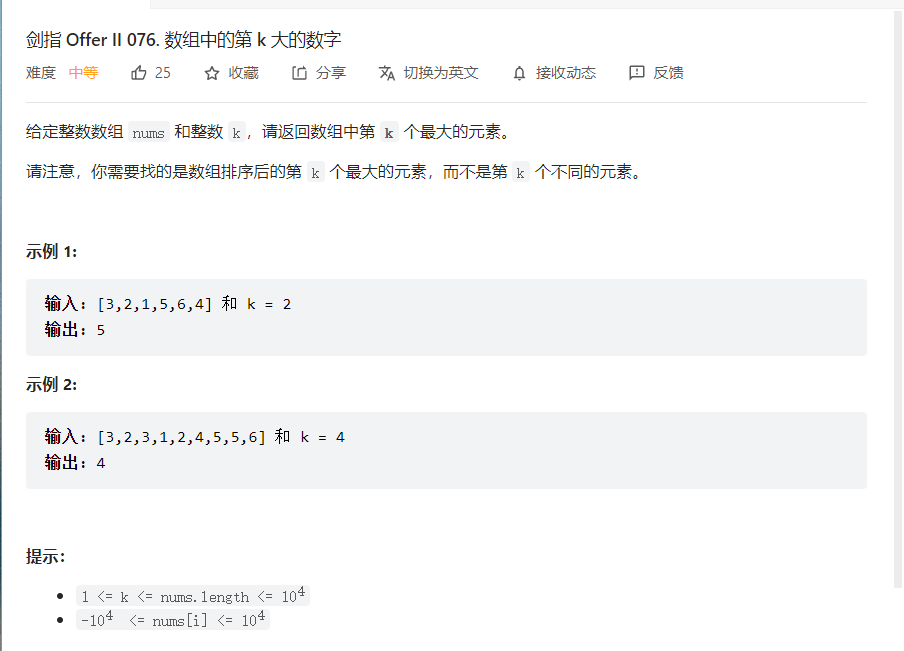 剑指 Offer II 076. 数组中的第 k 大的数字
难度 中等 25 收藏 分享 切换为英文 接收动态 反馈
给定整数数组 nums 和整数 k，请返回数组中第 k 个最大的元素。
请注意，你需要找的是数组排序后的第 k 个最大的元素，而不是第 k 个不同的元素。
示例 1:
输入：[3,2,1,5,6,4] 和 k = 2
输出：5
示例 2:
输入：[3,2,3,1,2,4,5,5,6] 和 k = 4
输出：4
提示：
• 1 <= k <= nums.length <= 10⁴
• -10⁴ <= nums[i] <= 10⁴